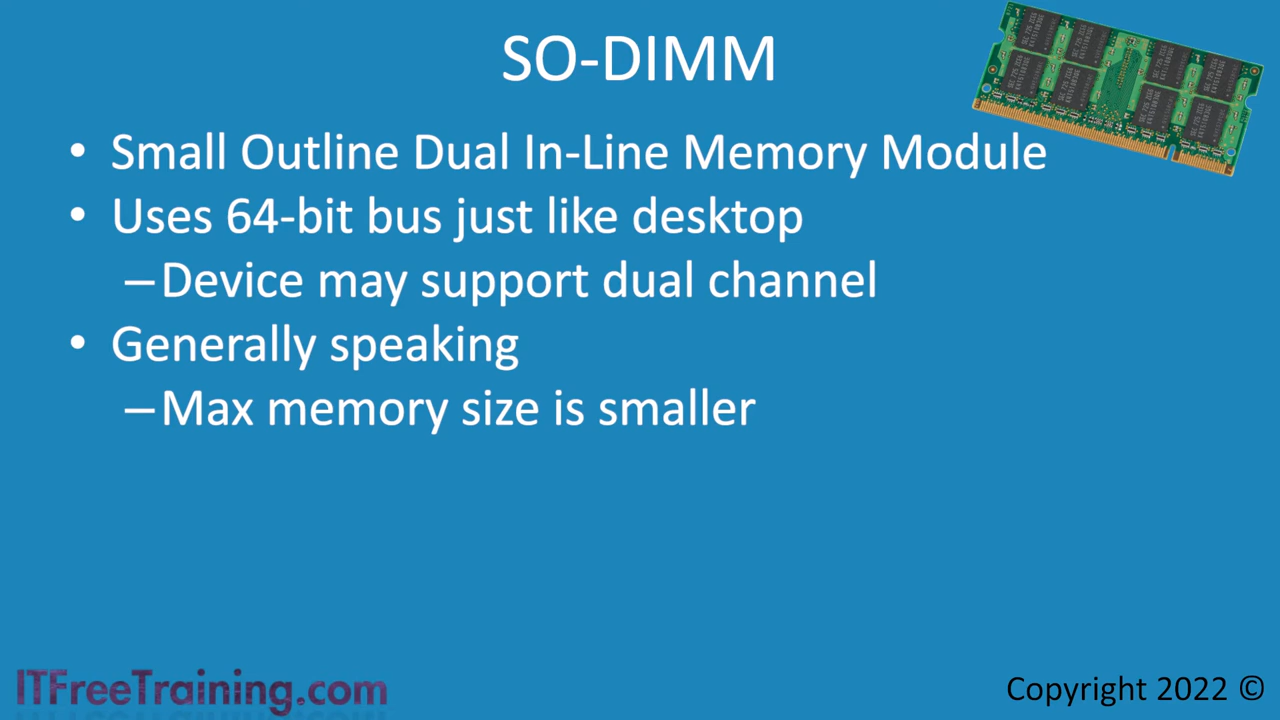 SO-DIMM
• Small Outline Dual In-Line Memory Module
• Uses 64-bit bus just like desktop
–Device may support dual channel
• Generally speaking
–Max memory size is smaller
ITFreeTraining.com
Copyright 2022 ©